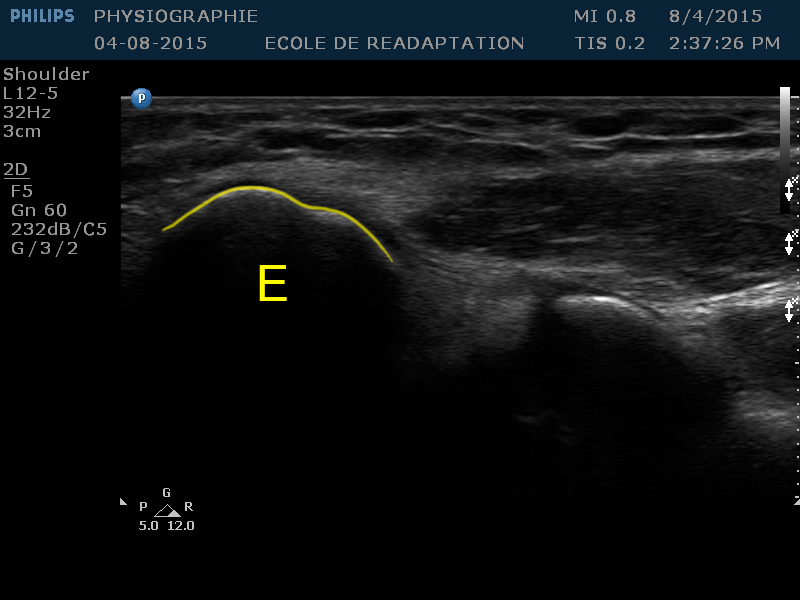 PHILIPS PHYSIOGRAPHIE MI 0.8 8/4/2015
04-08-2015 ECOLE DE READAPTATION TIS 0.2 2:37:26 PM
Shoulder
L12-5
32Hz
3cm
2D
F5
Gn 60
232dB/C5
G/3/2
P
E
G
P R
5.0 12.0